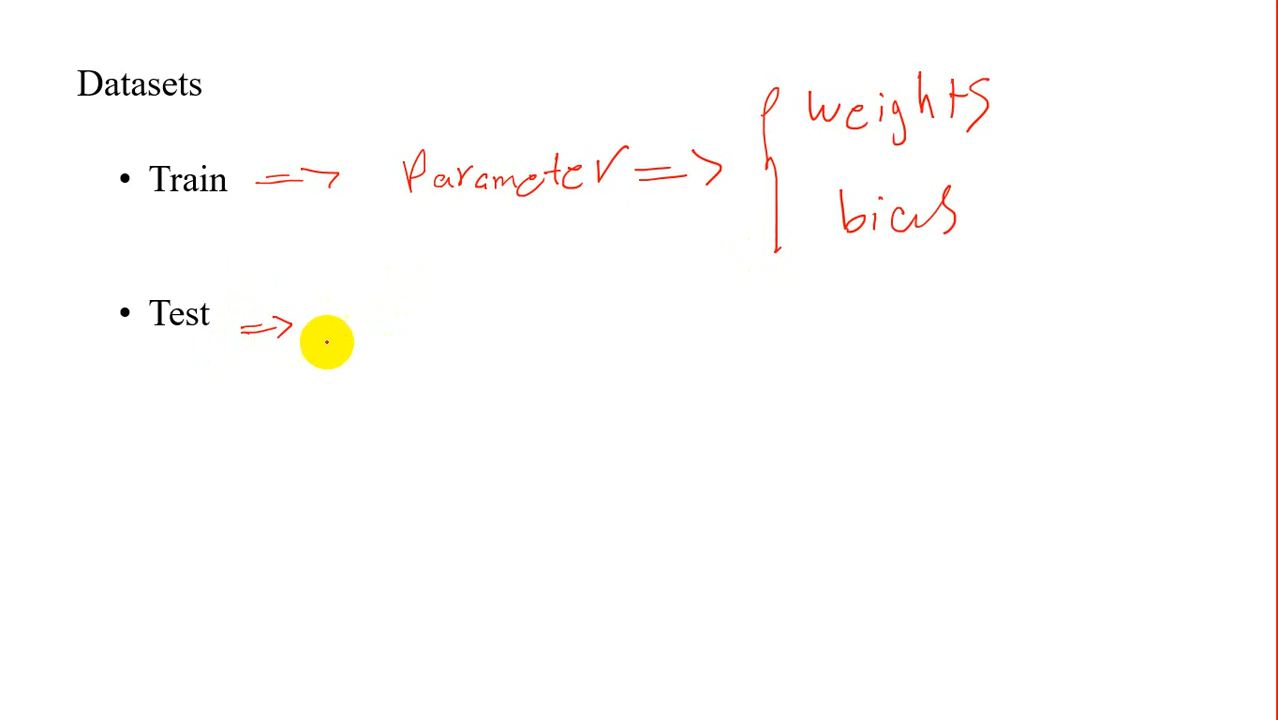 Datasets
• Train => Parameter => { weights
bias
• Test =>